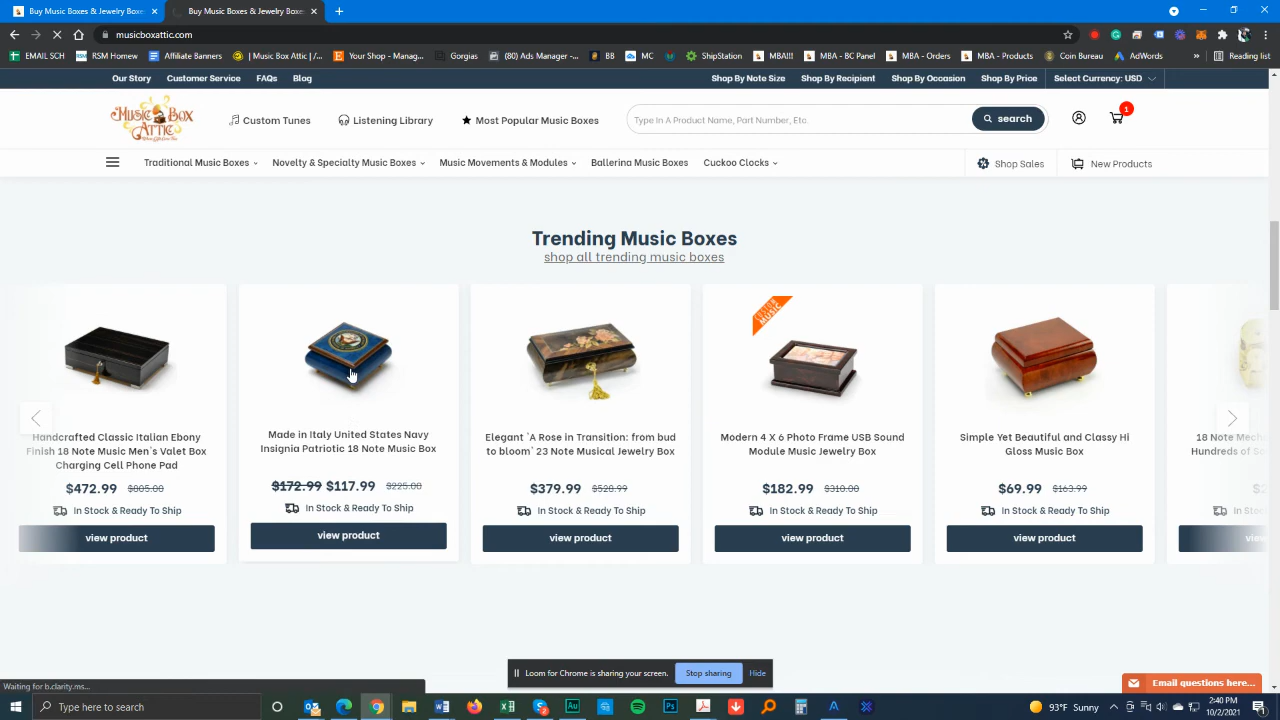 Buy Music Boxes & Jewelry Boxes
Buy Music Boxes & Jewelry Boxes
musicboxattic.com
EMAIL SCH
RSM Homer
Affiliate Banners
( Music Box Attic | /...
Your Shop - Manag...
Gorgias
(80) Ads Manager - ...
BB
MC
ShipStation
MBA!!!
MBA - BC Panel
MBA - Orders
MBA - Products
Coin Bureau
AdWords
»
Reading list
Our Story
Customer Service
FAQs
Blog
Shop By Note Size
Shop By Recipient
Shop By Occasion
Shop By Price
Select Currency: USD
MUSIC BOX
ATTIC
Custom Tunes
Listening Library
Most Popular Music Boxes
Type In A Product Name, Part Number, Etc.
search
1
Traditional Music Boxes
Novelty & Specialty Music Boxes
Music Movements & Modules
Ballerina Music Boxes
Cuckoo Clocks
Shop Sales
New Products
Trending Music Boxes
shop all trending music boxes
Handcrafted Classic Italian Ebony
Finish 18 Note Music Men's Valet Box
Charging Cell Phone Pad
$472.99 $805.00
In Stock & Ready To Ship
view product
Made in Italy United States Navy
Insignia Patriotic 18 Note Music Box
$172.99 $117.99 $225.00
In Stock & Ready To Ship
view product
Elegant `A Rose in Transition: from bud
to bloom` 23 Note Musical Jewelry Box
$379.99 $528.99
In Stock & Ready To Ship
view product
CUSTOM
MUSIC
Modern 4 X 6 Photo Frame USB Sound
Module Music Jewelry Box
$182.99 $310.00
In Stock & Ready To Ship
view product
Simple Yet Beautiful and Classy Hi
Gloss Music Box
$69.99 $163.99
In Stock & Ready To Ship
view product
18 Note Mech
Hundreds of So
In Sto
vie
Loom for Chrome is sharing your screen.
Stop sharing
Hide
Waiting for b.clarity.ms...
Email questions here...
Type here to search
93°F Sunny
2:40 PM
10/2/2021